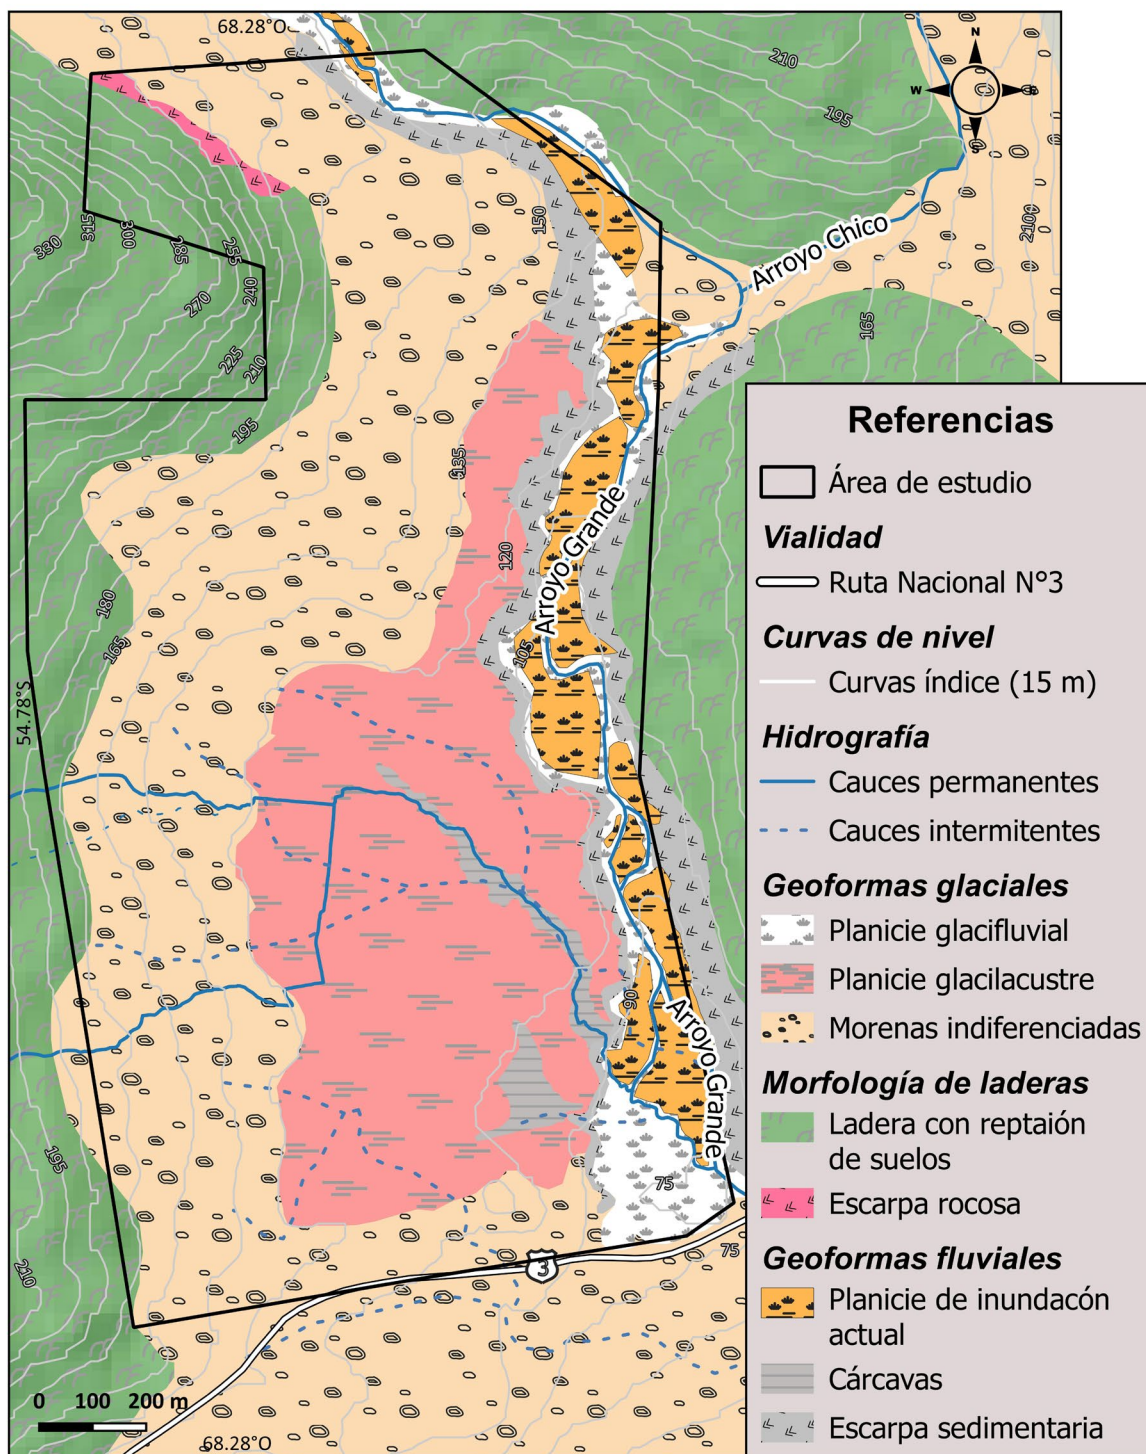 68.28°O
N
W
E
S
210
195
Arroyo Chico
2100
150
330
315
300
285
255
240
270
225
210
195
165
135
120
Arroyo Grande
105
180
165
54.78°S
90
Arroyo Grande
195
210
75
75
3
0 100 200 m
68.28°O
Referencias
Área de estudio
Vialidad
Ruta Nacional N°3
Curvas de nivel
Curvas índice (15 m)
Hidrografía
Cauces permanentes
Cauces intermitentes
Geoformas glaciales
Planicie glacifluvial
Planicie glacilacustre
Morenas indiferenciadas
Morfología de laderas
Ladera con reptaión
de suelos
Escarpa rocosa
Geoformas fluviales
Planicie de inundacón
actual
Cárcavas
Escarpa sedimentaria